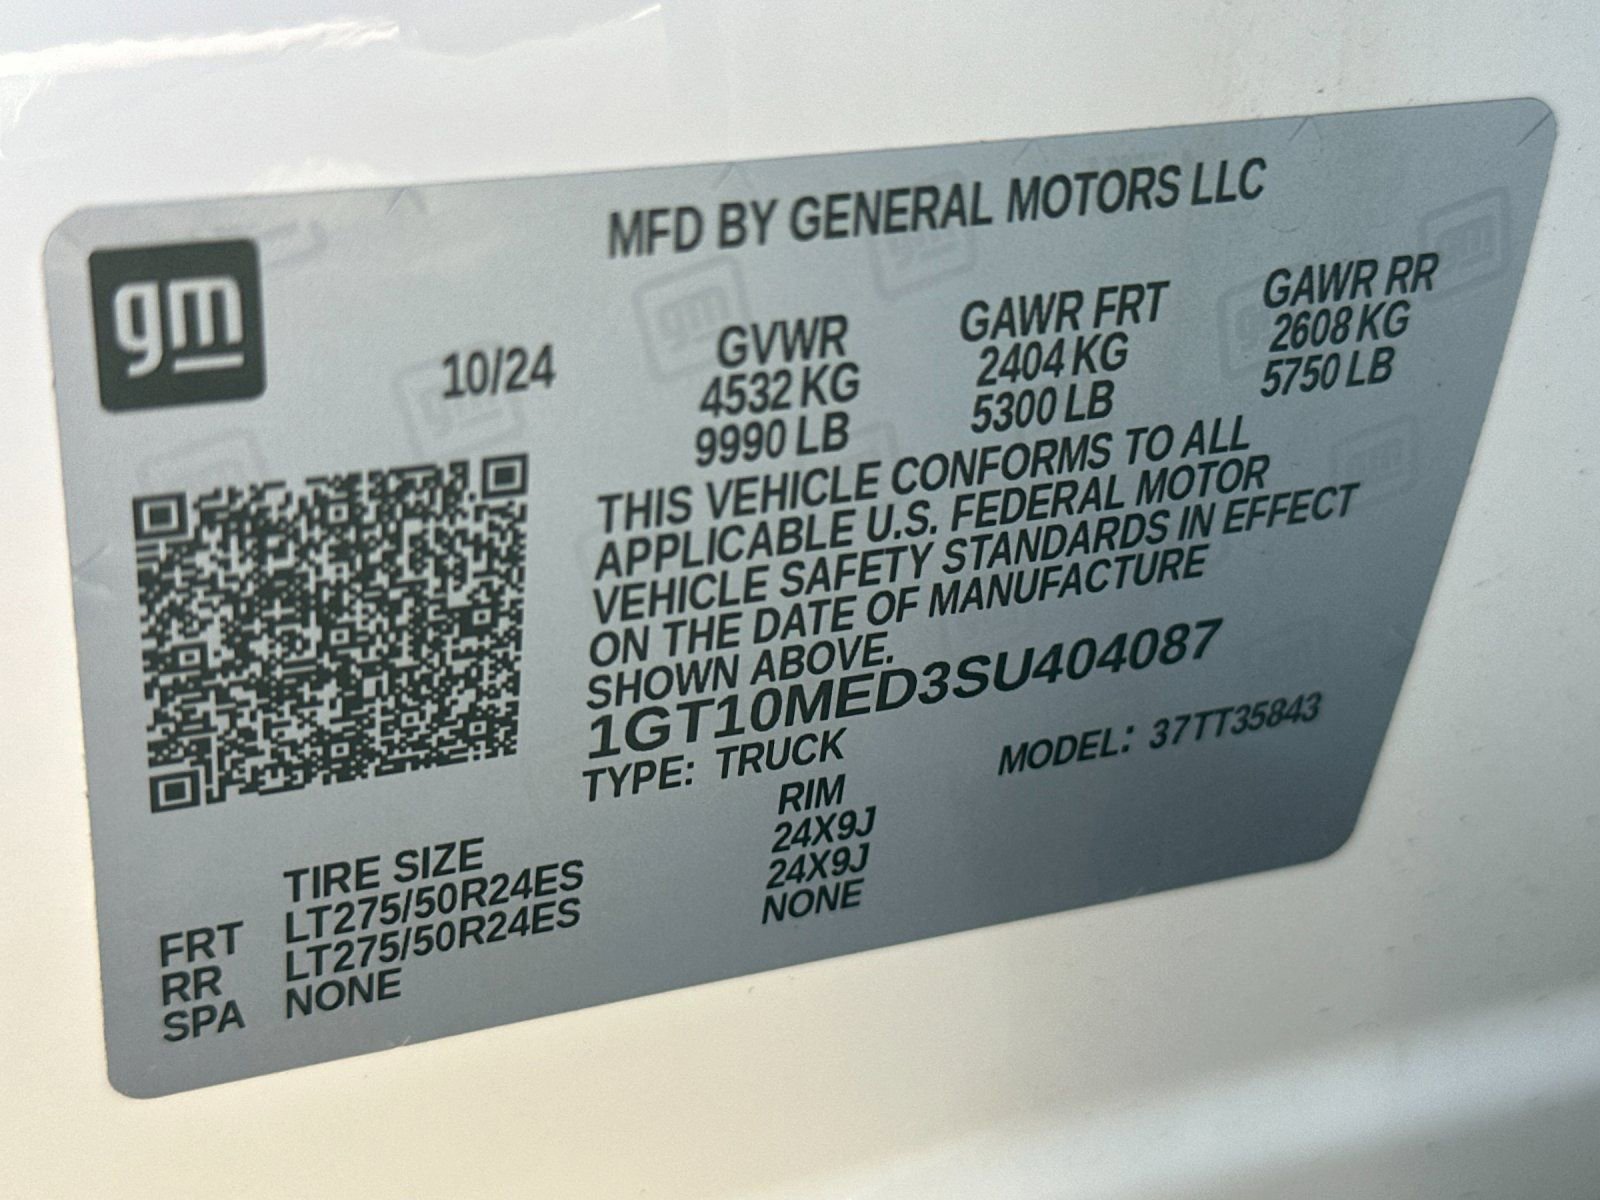 MFD BY GENERAL MOTORS LLC
gm
10/24
GVWR GAWR FRT GAWR RR
4532 KG 2404 KG 2608 KG
9990 LB 5300 LB 5750 LB
THIS VEHICLE CONFORMS TO ALL
APPLICABLE U.S. FEDERAL MOTOR
VEHICLE SAFETY STANDARDS IN EFFECT
ON THE DATE OF MANUFACTURE
SHOWN ABOVE.
1GT10MED3SU404087
TYPE: TRUCK MODEL: 37TT35843
TIRE SIZE RIM
FRT LT275/50R24ES 24X9J
RR LT275/50R24ES 24X9J
SPA NONE NONE